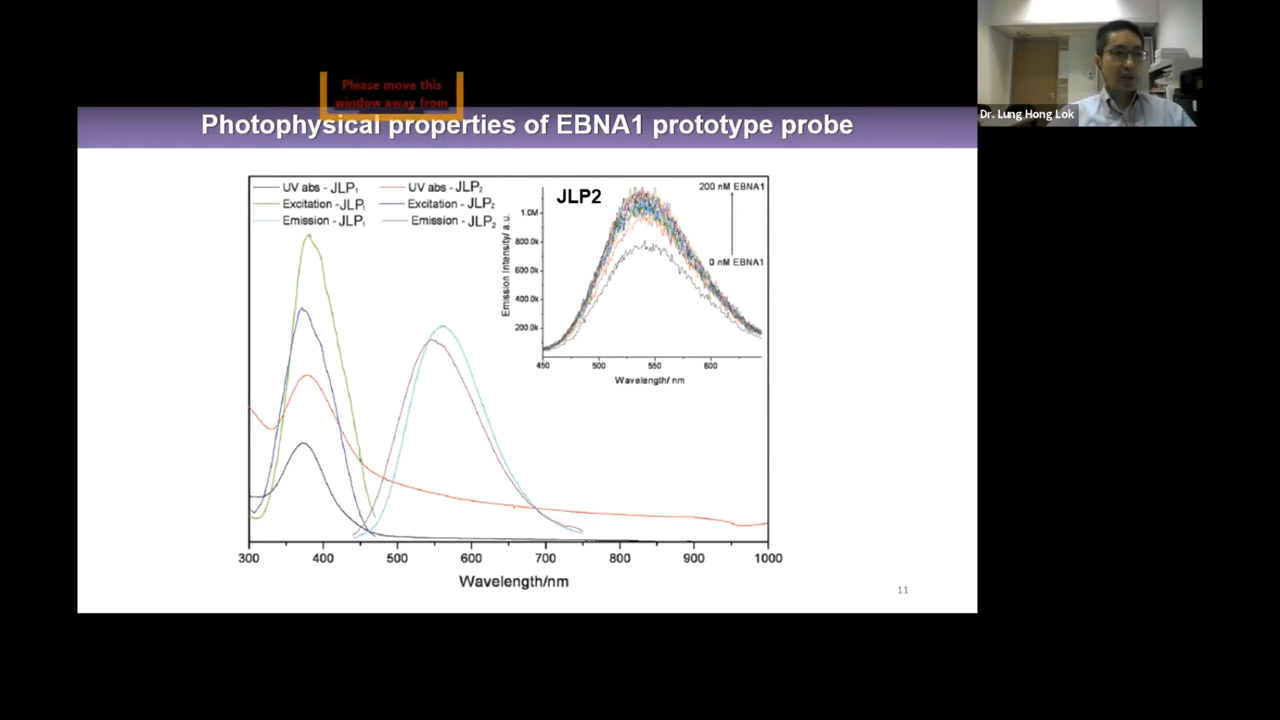 Please move this
window away from
Dr. Lung Hong Lok
Photophysical properties of EBNA1 prototype probe
UV abs - JLP1
UV abs - JLP2
Excitation - JLP1
Excitation - JLP2
Emission - JLP1
Emission - JLP2
JLP2
200 nM EBNA1
0 nM EBNA1
Emission Intensity/ a.u.
1.0M
800.0k
600.0k
400.0k
200.0k
450 500 550 600
Wavelength/ nm
300 400 500 600 700 800 900 1000
Wavelength/nm
11